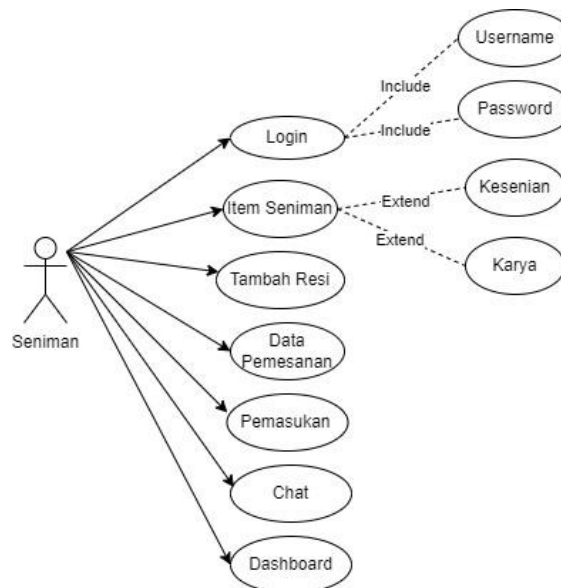 Username
Include
Password
Login
Include
Kesenian
Item Seniman
Extend
Extend
Karya
Tambah Resi
Seniman
Data
Pemesanan
Pemasukan
Chat
Dashboard